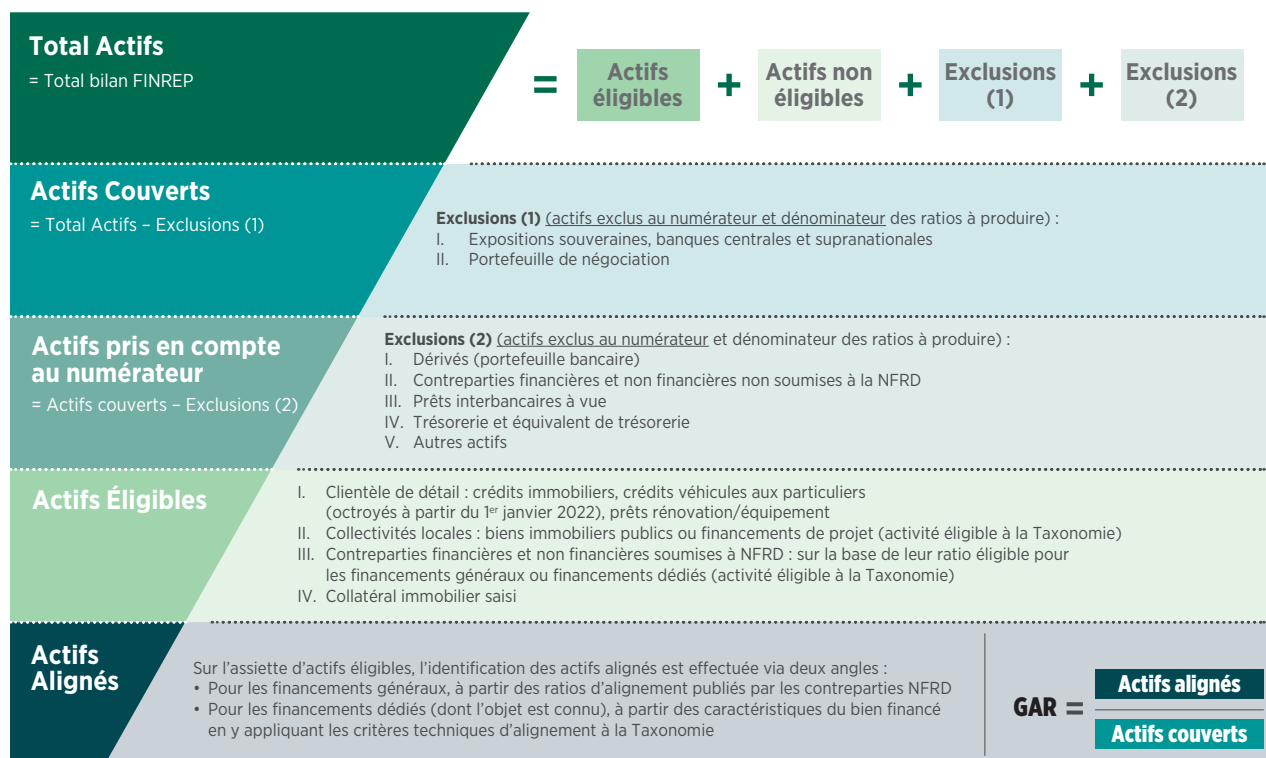 Total Actifs
= Total bilan FINREP
= Actifs éligibles + Actifs non éligibles + Exclusions (1) + Exclusions (2)
Actifs Couverts
= Total Actifs – Exclusions (1)
Exclusions (1) (actifs exclus au numérateur et dénominateur des ratios à produire) :
I. Expositions souveraines, banques centrales et supranationales
II. Portefeuille de négociation
Actifs pris en compte
au numérateur
= Actifs couverts – Exclusions (2)
Exclusions (2) (actifs exclus au numérateur et dénominateur des ratios à produire) :
I. Dérivés (portefeuille bancaire)
II. Contreparties financières et non financières non soumises à la NFRD
III. Prêts interbancaires à vue
IV. Trésorerie et équivalent de trésorerie
V. Autres actifs
Actifs Éligibles
I. Clientèle de détail : crédits immobiliers, crédits véhicules aux particuliers
(octroyés à partir du 1er janvier 2022), prêts rénovation/équipement
II. Collectivités locales : biens immobiliers publics ou financements de projet (activité éligible à la Taxonomie)
III. Contreparties financières et non financières soumises à NFRD : sur la base de leur ratio éligible pour
les financements généraux ou financements dédiés (activité éligible à la Taxonomie)
IV. Collatéral immobilier saisi
Actifs
Alignés
Sur l'assiette d'actifs éligibles, l'identification des actifs alignés est effectuée via deux angles :
• Pour les financements généraux, à partir des ratios d'alignement publiés par les contreparties NFRD
• Pour les financements dédiés (dont l'objet est connu), à partir des caractéristiques du bien financé
en y appliquant les critères techniques d'alignement à la Taxonomie
GAR =
Actifs alignés
Actifs couverts